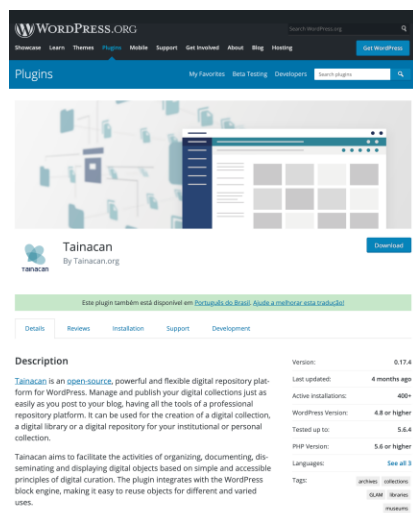 WORDPRESS.ORG
Search WordPress.org
Showcase Learn Themes Plugins Mobile Support Get Involved About Blog Hosting
Get WordPress
Plugins
My Favorites Beta Testing Developers
Search plugins
Tainacan
By Tainacan.org
Download
TAINACAN
Este plugin também está disponível em Português do Brasil. Ajude a melhorar esta tradução!
Details Reviews Installation Support Development
Description
Tainacan is an open-source, powerful and flexible digital repository plat-
form for WordPress. Manage and publish your digital collections just as
easily as you post to your blog, having all the tools of a professional
repository platform. It can be used for the creation of a digital collection,
a digital library or a digital repository for your institutional or personal
collection.
Tainacan aims to facilitate the activities of organizing, documenting, dis-
seminating and displaying digital objects based on simple and accessible
principles of digital curation. The plugin integrates with the WordPress
block engine, making it easy to reuse objects for different and varied
uses.
Version: 0.17.4
Last updated: 4 months ago
Active installations: 400+
WordPress Version: 4.8 or higher
Tested up to: 5.6.4
PHP Version: 5.6 or higher
Languages: See all 3
Tags: archives collections
GLAM libraries
museums